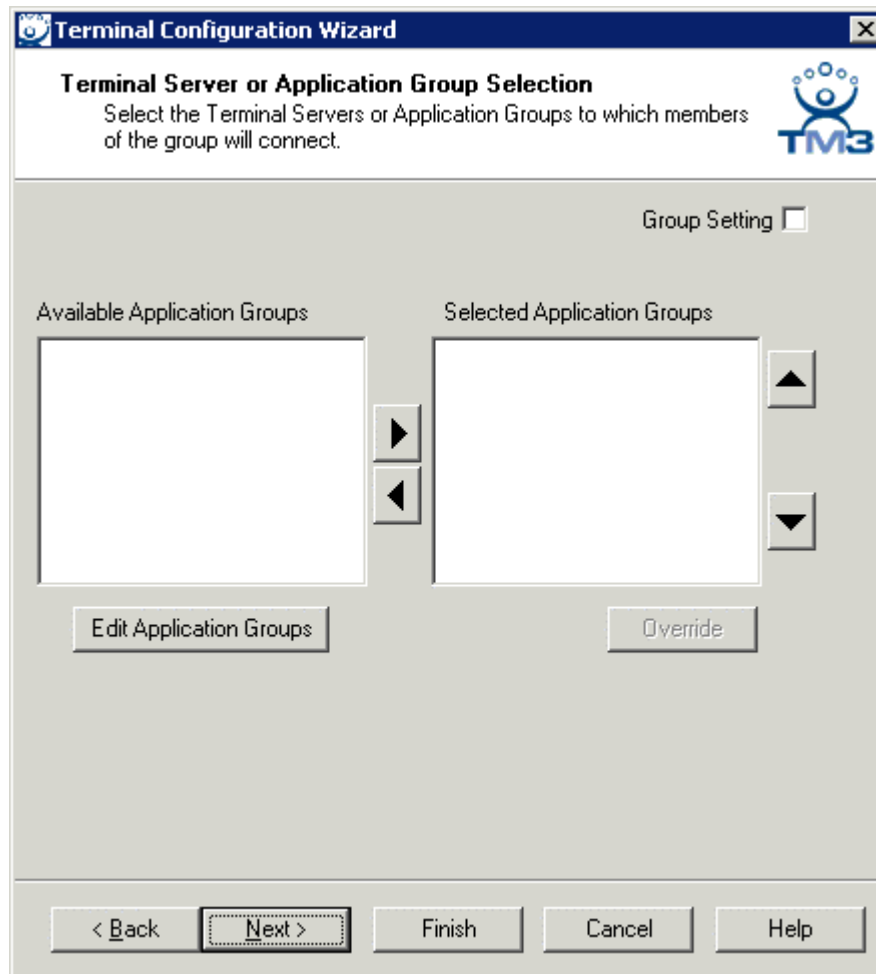 Terminal Configuration Wizard
Terminal Server or Application Group Selection
Select the Terminal Servers or Application Groups to which members
of the group will connect.
TM3
Group Setting
Available Application Groups
Selected Application Groups
Edit Application Groups
Override
< Back
Next >
Finish
Cancel
Help